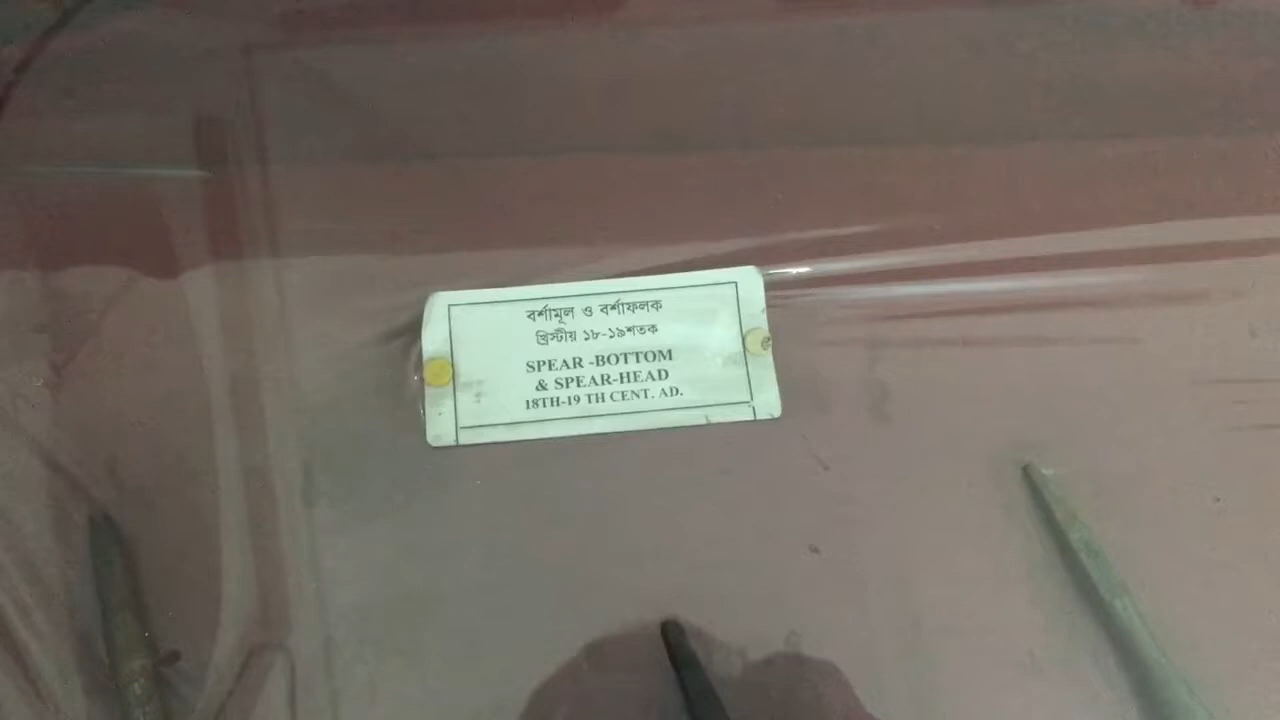 বর্শামূল ও বর্শাফলক
খ্রিস্টীয় ১৮-১৯শতক
SPEAR -BOTTOM
& SPEAR-HEAD
18TH-19 TH CENT. AD.